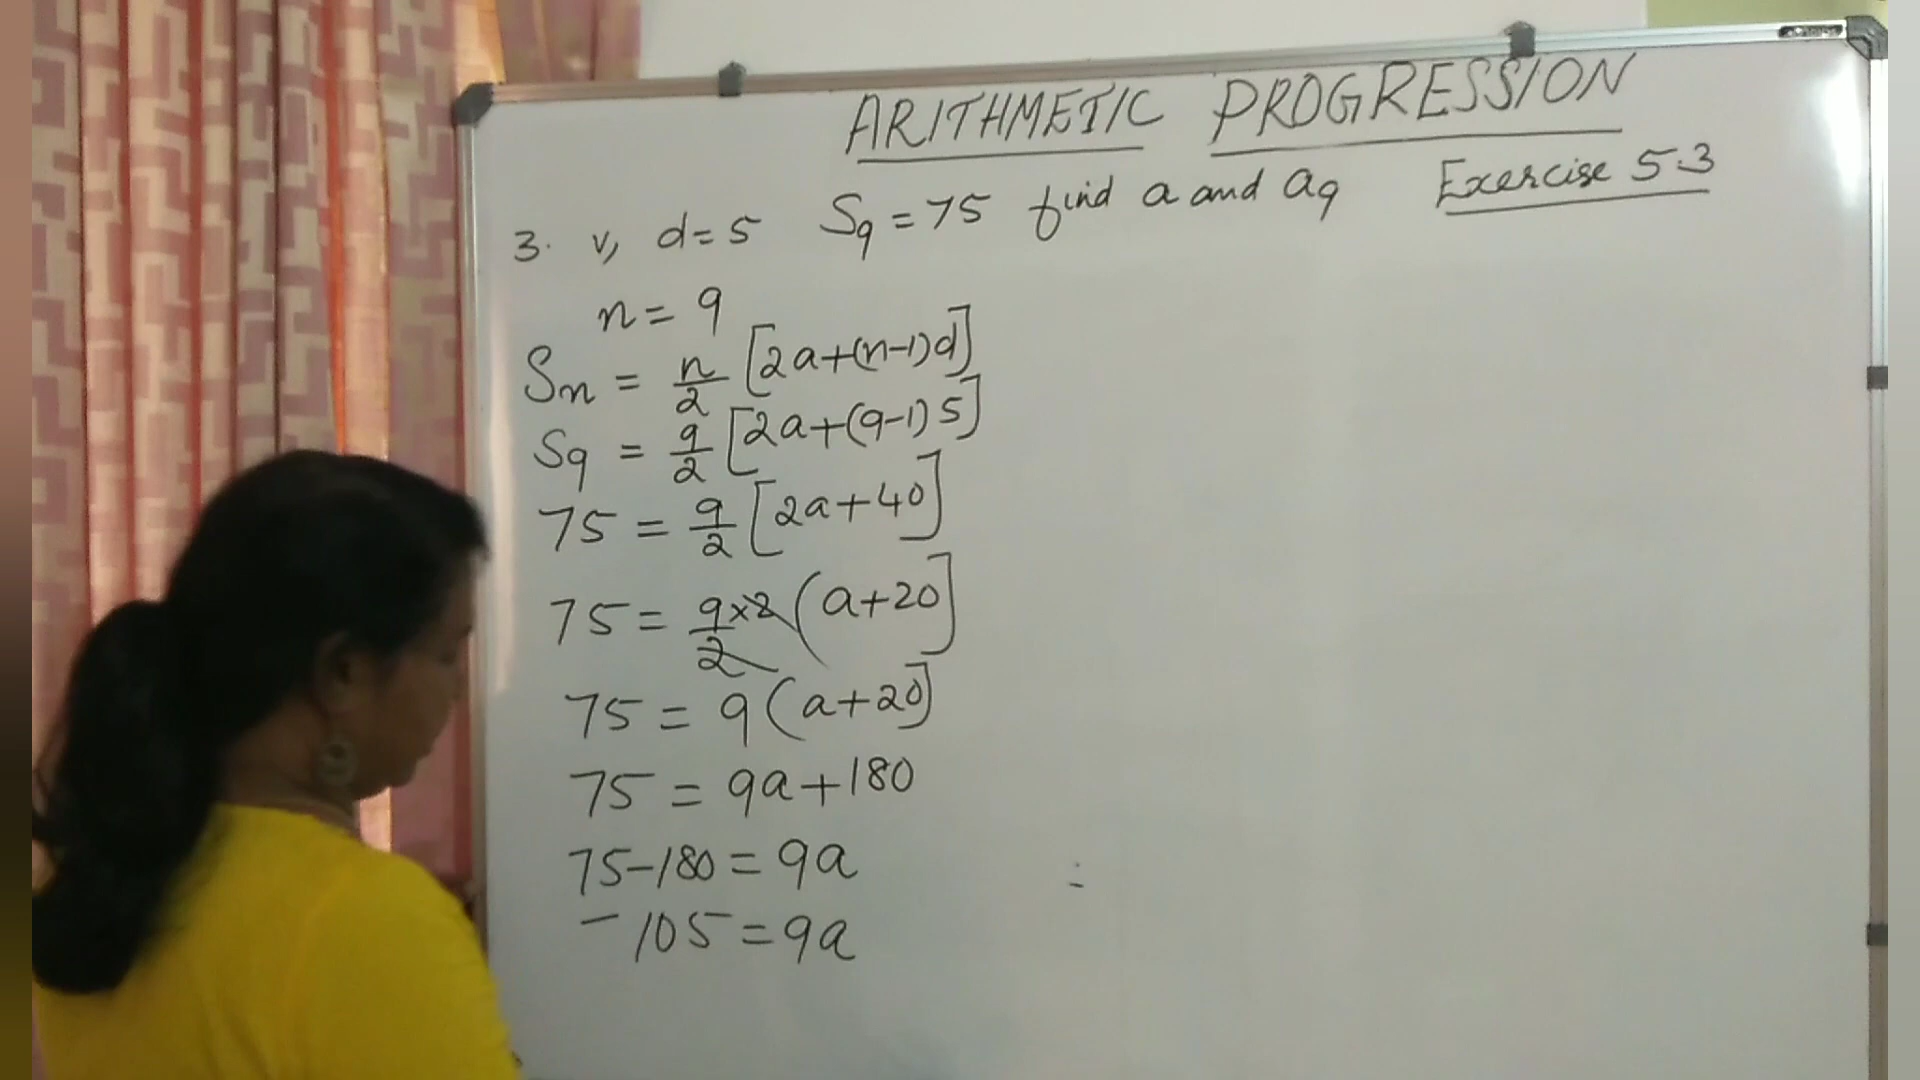 ARITHMETIC PROGRESSION
Exercise 5.3
3. v, d=5 S9=75 find a and a9
n=9
Sn = n/2 [2a+(n-1)d]
S9 = 9/2 [2a+(9-1)5]
75 = 9/2 [2a+40]
75 = 9×2/2 (a+20]
75 = 9(a+20]
75 = 9a+180
75-180=9a
-105=9a